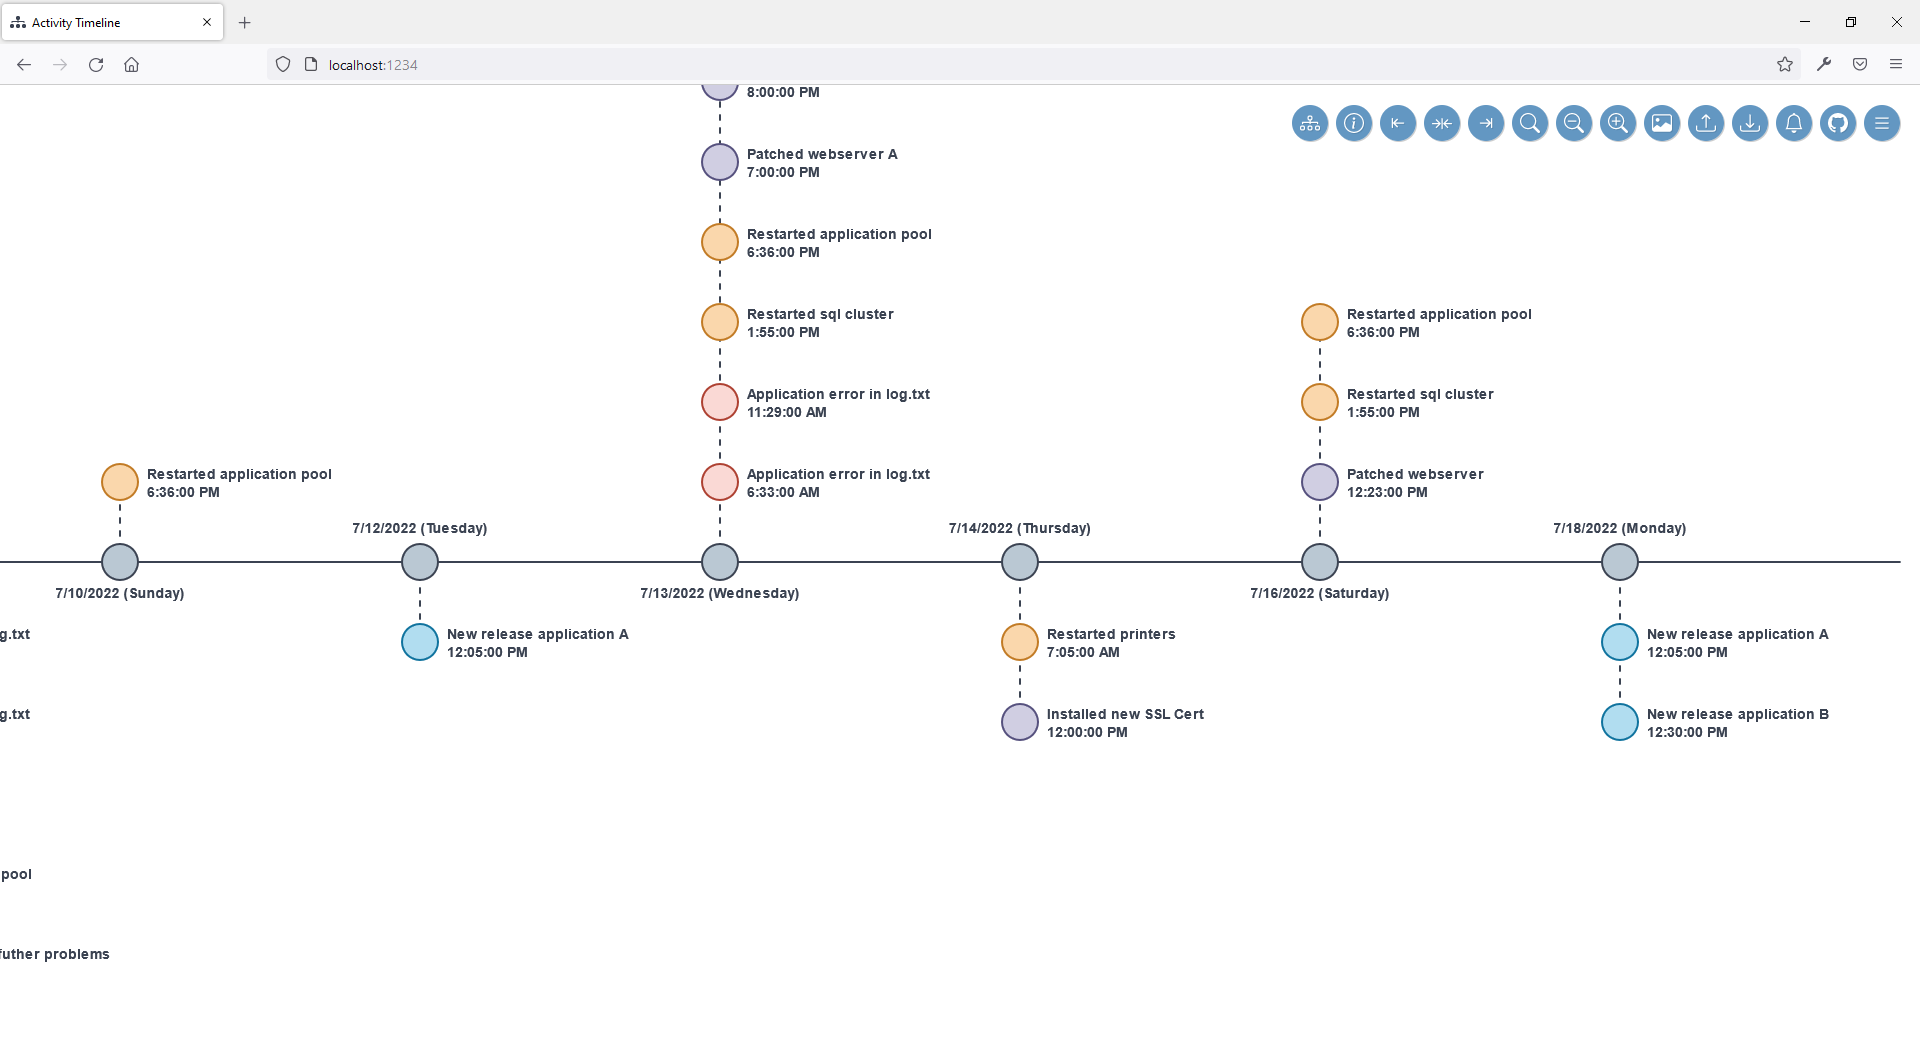 Activity Timeline
localhost:1234
8:00:00 PM
Patched webserver A
7:00:00 PM
Restarted application pool
6:36:00 PM
Restarted sql cluster
1:55:00 PM
Application error in log.txt
11:29:00 AM
Application error in log.txt
6:33:00 AM
Restarted application pool
6:36:00 PM
Restarted sql cluster
1:55:00 PM
Patched webserver
12:23:00 PM
Restarted application pool
6:36:00 PM
7/12/2022 (Tuesday)
7/14/2022 (Thursday)
7/18/2022 (Monday)
7/10/2022 (Sunday)
7/13/2022 (Wednesday)
7/16/2022 (Saturday)
g.txt
New release application A
12:05:00 PM
Restarted printers
7:05:00 AM
New release application A
12:05:00 PM
g.txt
Installed new SSL Cert
12:00:00 PM
New release application B
12:30:00 PM
pool
futher problems